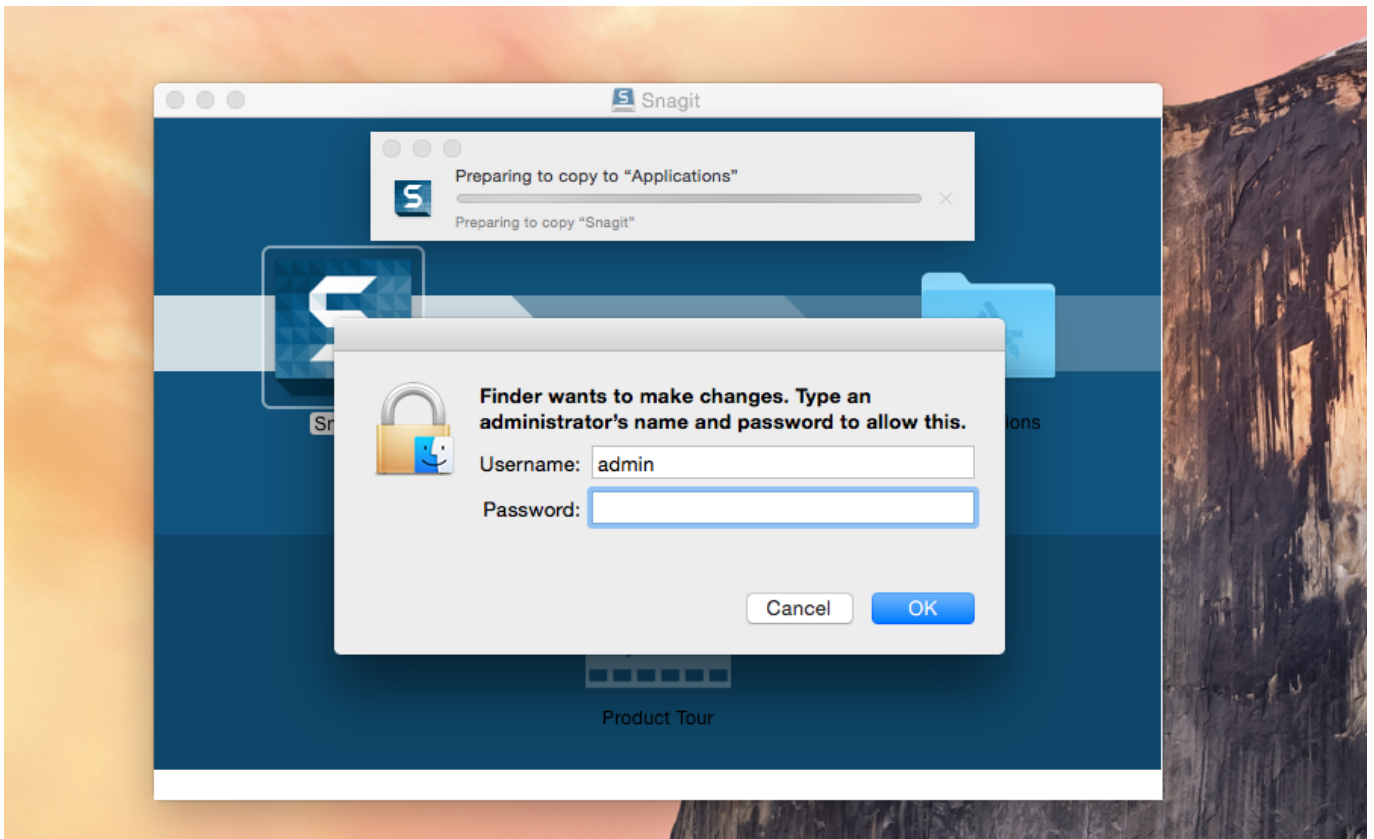 Snagit
Preparing to copy to “Applications”
Preparing to copy “Snagit”
Finder wants to make changes. Type an
administrator’s name and password to allow this.
Username: admin
Password:
Cancel
OK
Product Tour